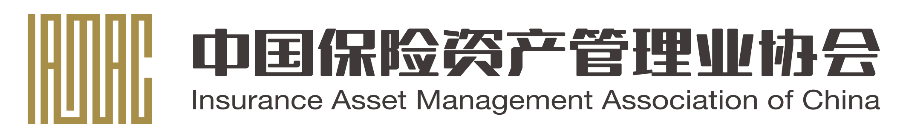 IAMAC
中国保险资产管理业协会
Insurance Asset Management Association of China